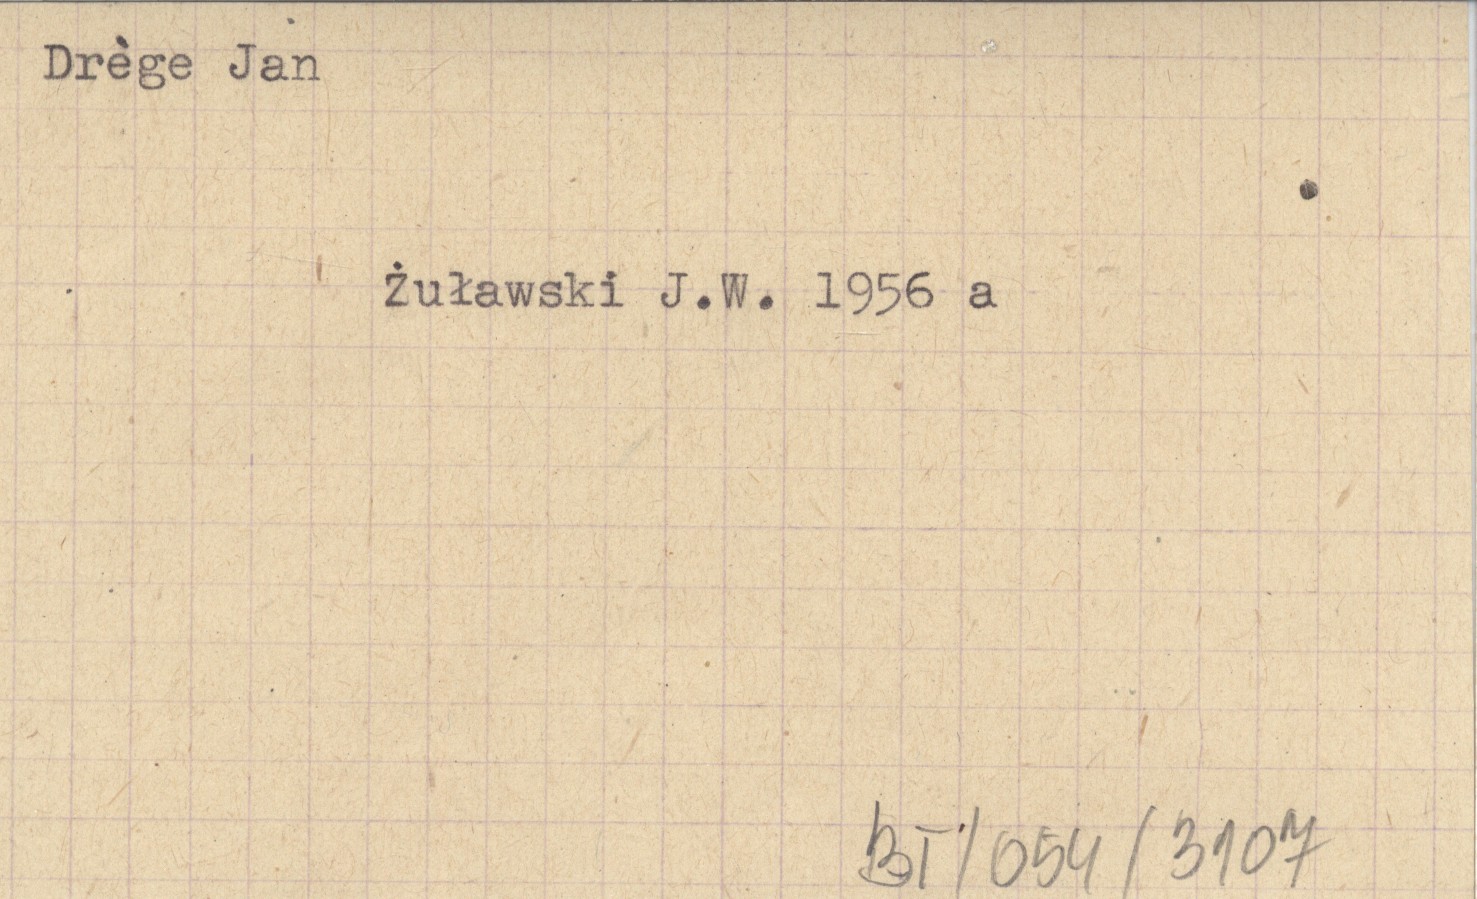 Drège Jan
Żuławski J.W. 1956 a
BT/054/3107